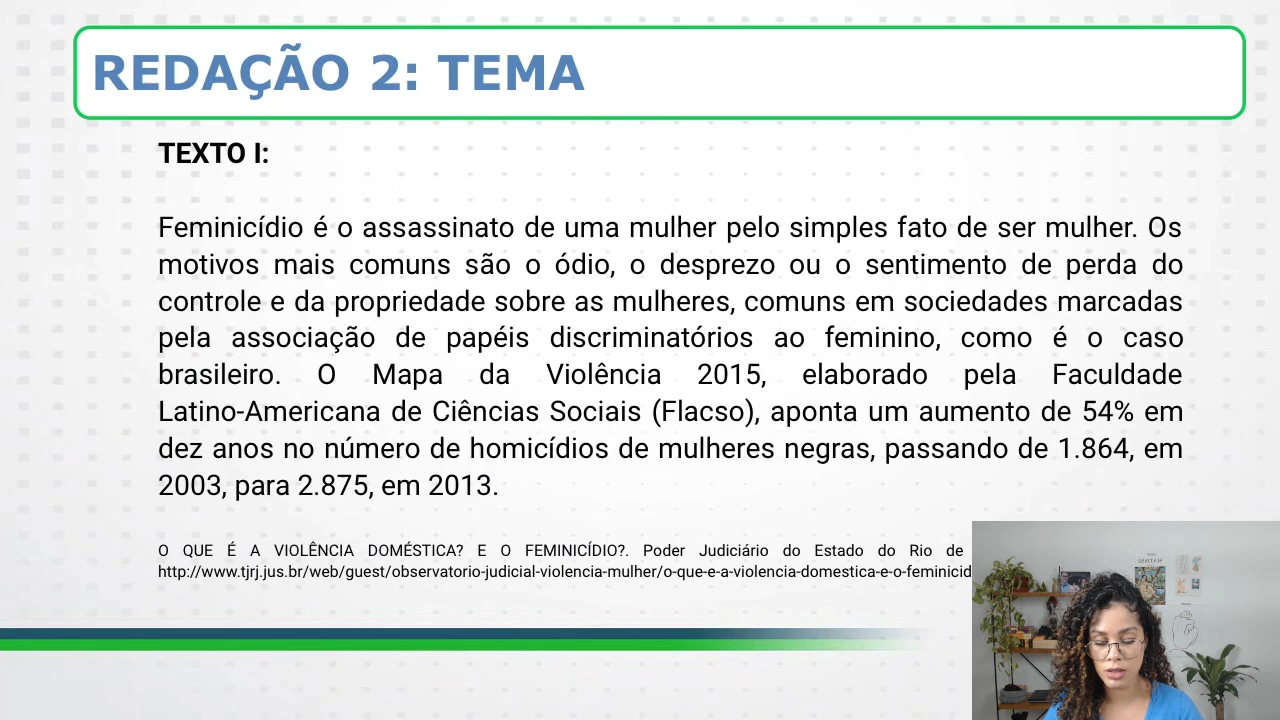 REDAÇÃO 2: TEMA
TEXTO I:
Feminicídio é o assassinato de uma mulher pelo simples fato de ser mulher. Os
motivos mais comuns são o ódio, o desprezo ou o sentimento de perda do
controle e da propriedade sobre as mulheres, comuns em sociedades marcadas
pela associação de papéis discriminatórios ao feminino, como é o caso
brasileiro. O Mapa da Violência 2015, elaborado pela Faculdade
Latino-Americana de Ciências Sociais (Flacso), aponta um aumento de 54% em
dez anos no número de homicídios de mulheres negras, passando de 1.864, em
2003, para 2.875, em 2013.
O QUE É A VIOLÊNCIA DOMÉSTICA? E O FEMINICÍDIO?. Poder Judiciário do Estado do Rio de
http://www.tjrj.jus.br/web/guest/observatorio-judicial-violencia-mulher/o-que-e-a-violencia-domestica-e-o-feminicid